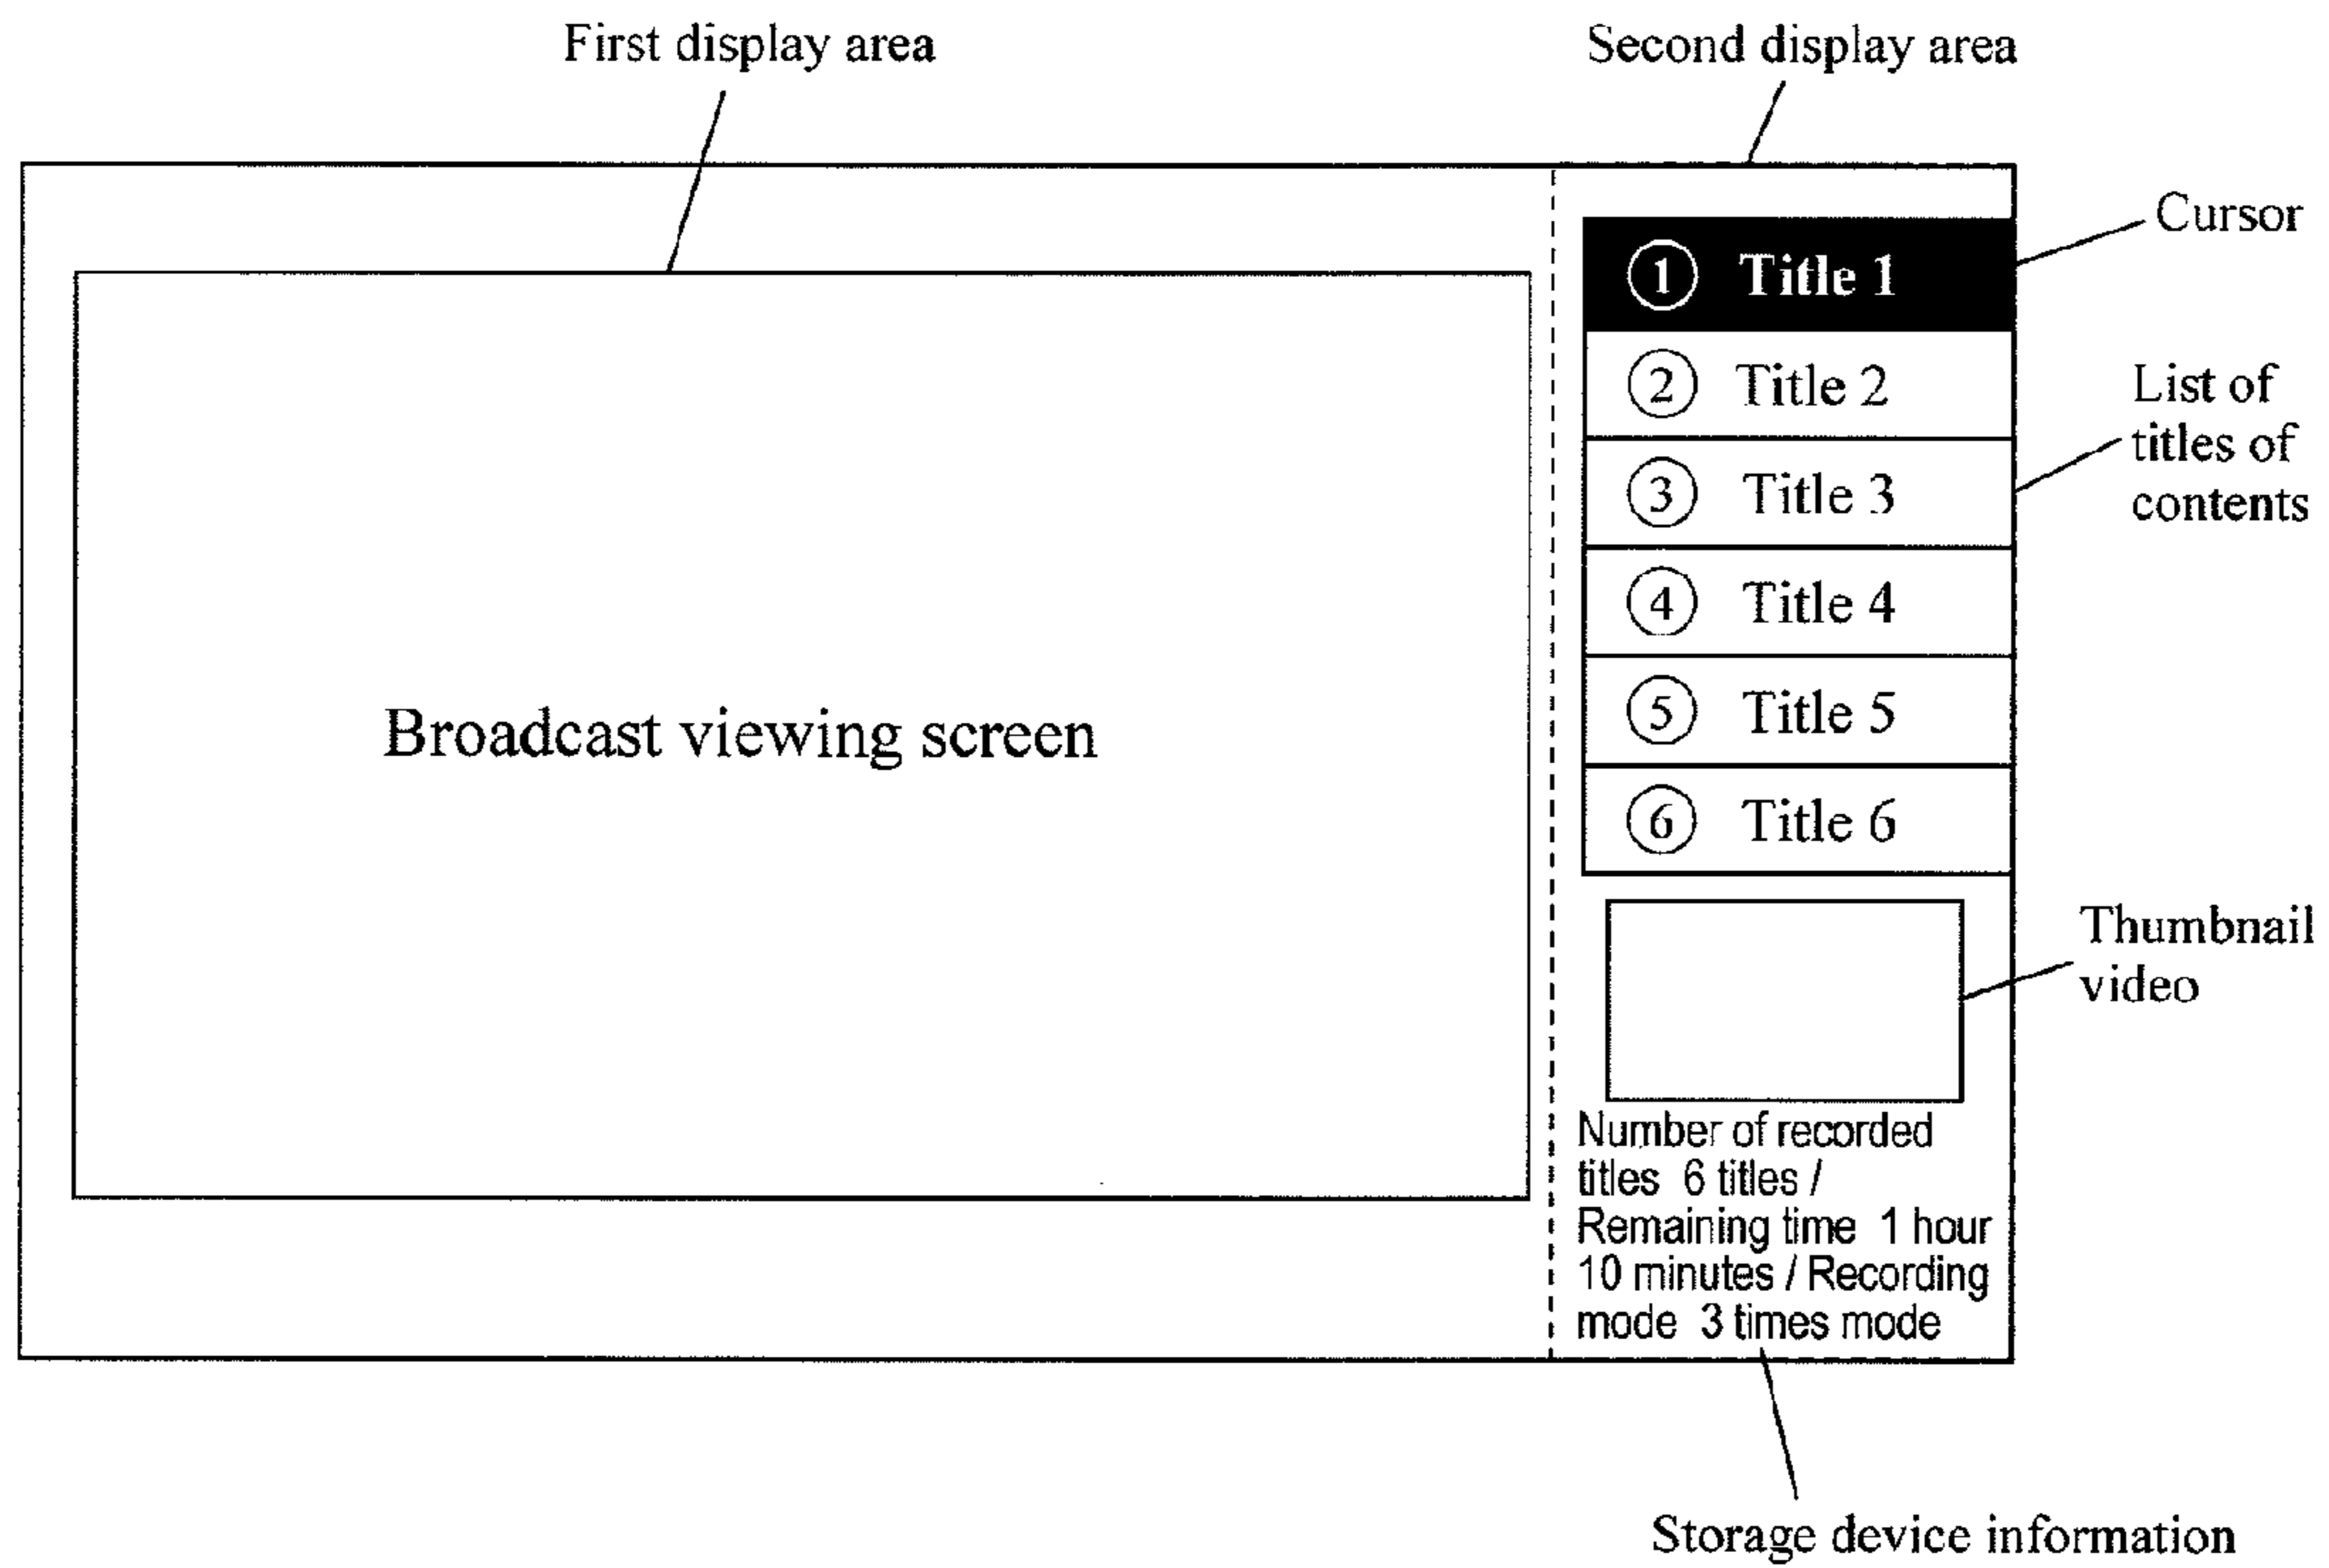 First display area
Second display area
Cursor
① Title 1
② Title 2
List of
titles of
contents
③ Title 3
④ Title 4
⑤ Title 5
⑥ Title 6
Broadcast viewing screen
Thumbnail
video
Number of recorded
titles 6 titles /
Remaining time 1 hour
10 minutes / Recording
mode 3 times mode
Storage device information